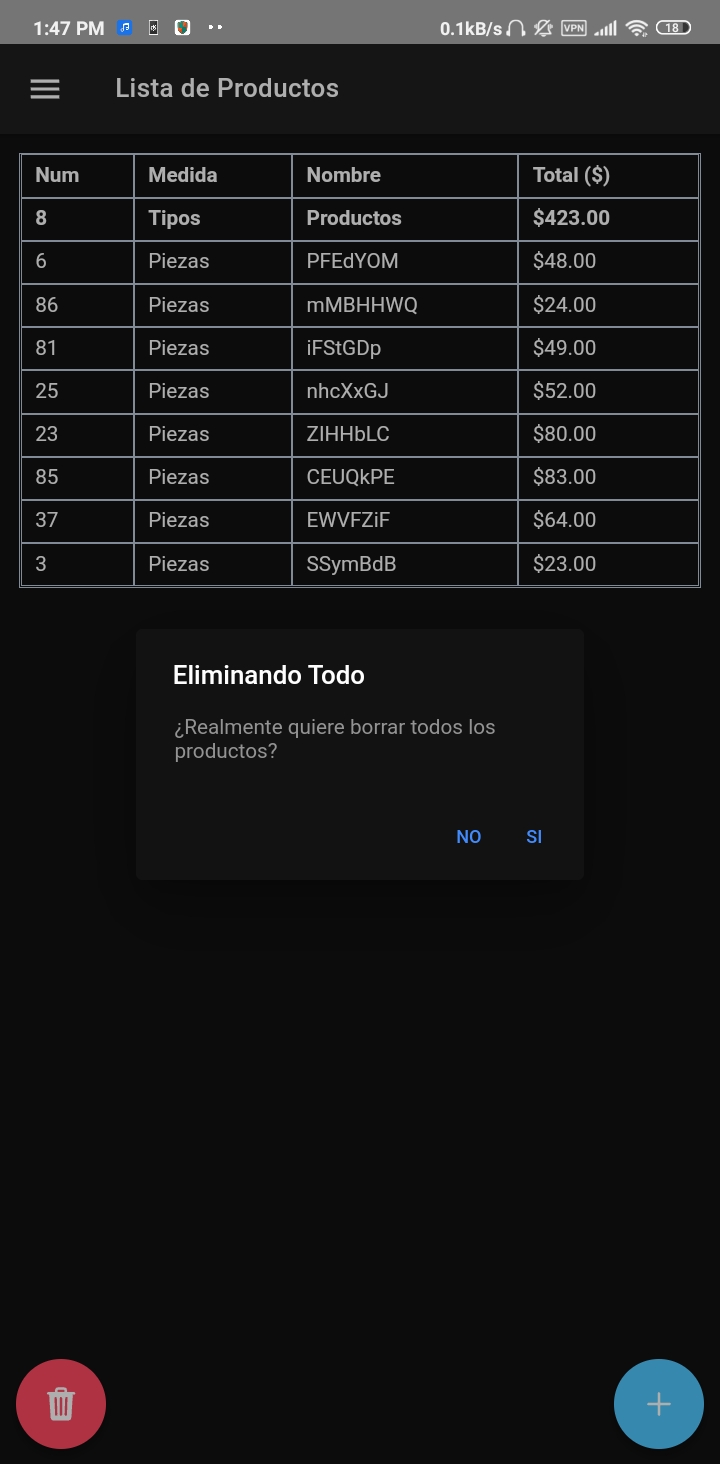 1:47 PM 0.1kB/s VPN 18
Lista de Productos
Num Medida Nombre Total ($)
8 Tipos Productos $423.00
6 Piezas PFEdYOM $48.00
86 Piezas mMBHHWQ $24.00
81 Piezas iFStGDp $49.00
25 Piezas nhcXxGJ $52.00
23 Piezas ZIHHbLC $80.00
85 Piezas CEUQkPE $83.00
37 Piezas EWVFZiF $64.00
3 Piezas SSymBdB $23.00
Eliminando Todo
¿Realmente quiere borrar todos los
productos?
NO SI